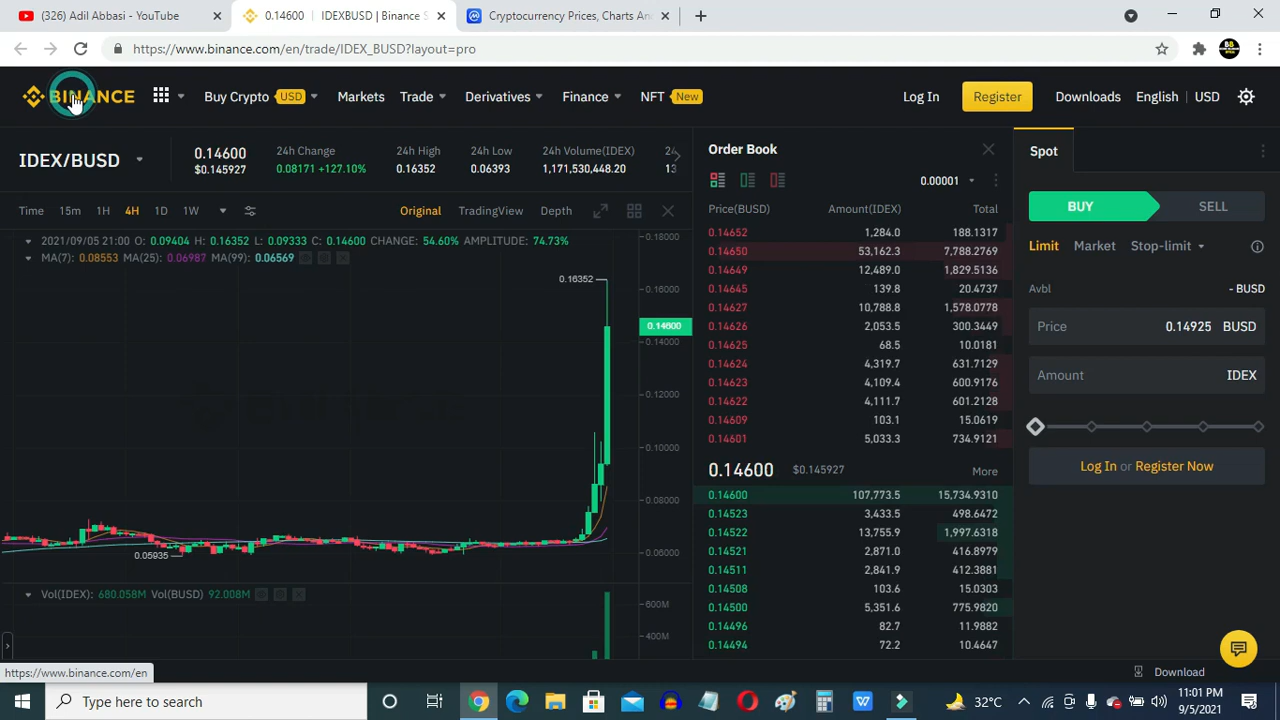 (326) Adil Abbasi - YouTube
0.14600 | IDEXBUSD | Binance S
Cryptocurrency Prices, Charts An
https://www.binance.com/en/trade/IDEX_BUSD?layout=pro
BINANCE
Buy Crypto USD Markets Trade Derivatives Finance NFT New
Log In Register Downloads English USD
IDEX/BUSD
0.14600
$0.145927
24h Change
0.08171 +127.10%
24h High
0.16352
24h Low
0.06393
24h Volume(IDEX)
1,171,530,448.20
24
13
Time 15m 1H 4H 1D 1W
Original TradingView Depth
2021/09/05 21:00 O: 0.09404 H: 0.16352 L: 0.09333 C: 0.14600 CHANGE: 54.60% AMPLITUDE: 74.73%
MA(7): 0.08553 MA(25): 0.06987 MA(99): 0.06569
0.16352
0.05935
0.18000
0.16000
0.14600
0.14000
0.12000
0.10000
0.08000
0.06000
Vol(IDEX): 680.058M Vol(BUSD) 92.008M
600M
400M
Order Book
0.00001
Price(BUSD) Amount(IDEX) Total
0.14652 1,284.0 188.1317
0.14650 53,162.3 7,788.2769
0.14649 12,489.0 1,829.5136
0.14645 139.8 20.4737
0.14627 10,788.8 1,578.0778
0.14626 2,053.5 300.3449
0.14625 68.5 10.0181
0.14624 4,319.7 631.7129
0.14623 4,109.4 600.9176
0.14622 4,111.7 601.2128
0.14609 103.1 15.0619
0.14601 5,033.3 734.9121
0.14600 $0.145927 More
0.14600 107,773.5 15,734.9310
0.14523 3,433.5 498.6472
0.14522 13,755.9 1,997.6318
0.14521 2,871.0 416.8979
0.14511 2,841.9 412.3881
0.14508 103.6 15.0303
0.14500 5,351.6 775.9820
0.14496 82.7 11.9882
0.14494 72.2 10.4647
Spot
BUY SELL
Limit Market Stop-limit
Avbl - BUSD
Price 0.14925 BUSD
Amount IDEX
Log In or Register Now
https://www.binance.com/en
Download
Type here to search
32°C
11:01 PM
9/5/2021